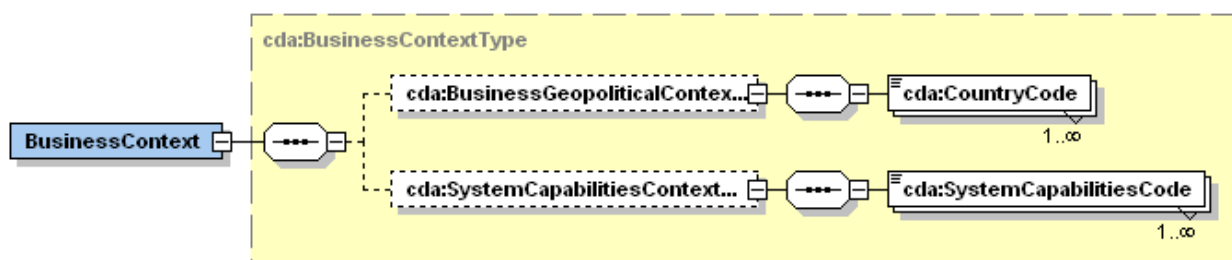 cda:BusinessContextType
cda:BusinessGeopoliticalContex...
cda:CountryCode
1..∞
BusinessContext
cda:SystemCapabilitiesContext...
cda:SystemCapabilitiesCode
1..∞